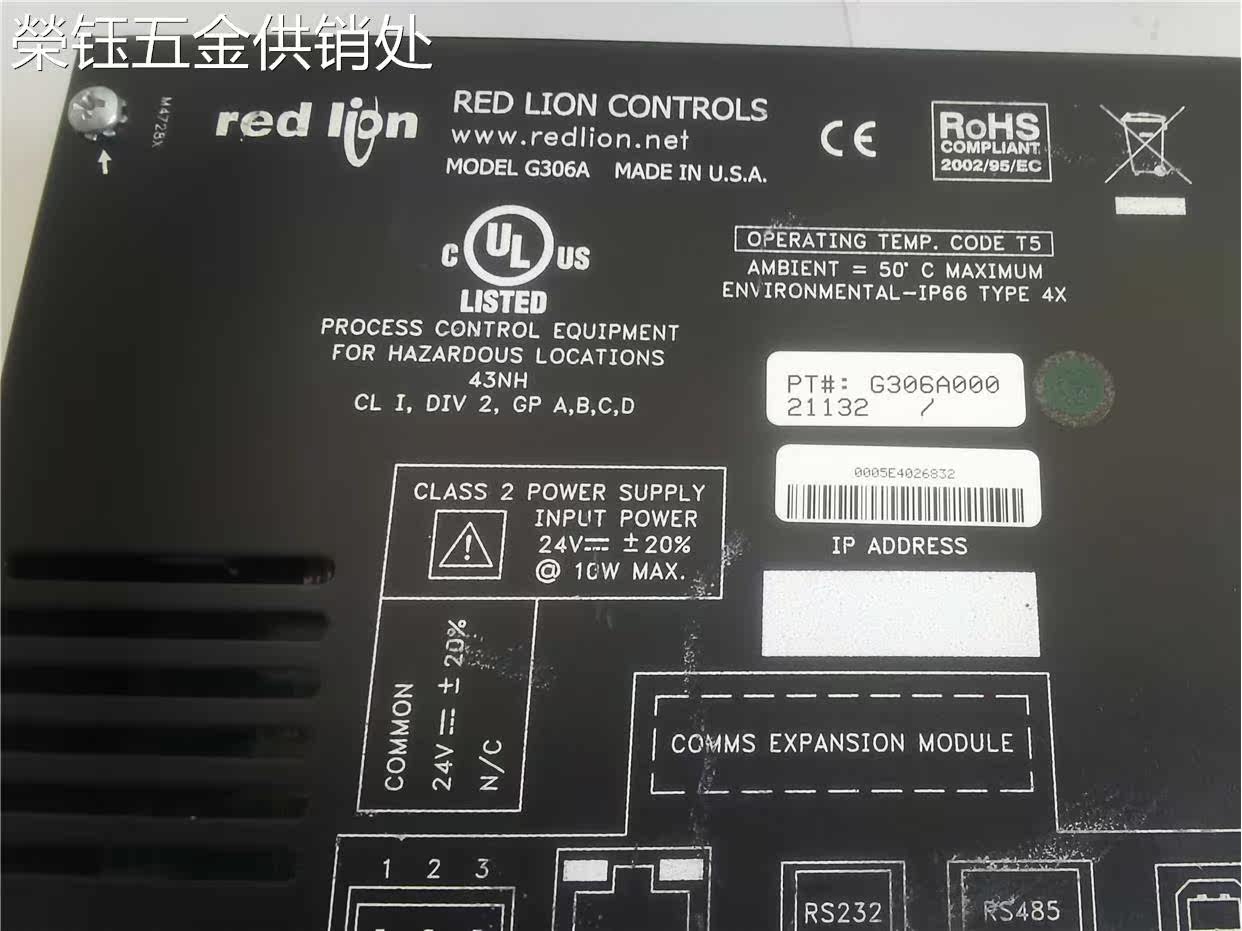 榮钰五金供销处
M4728X
red lion
RED LION CONTROLS
www.redlion.net
MODEL G306A MADE IN U.S.A.
CE
RoHS
COMPLIANT
2002/95/EC
C UL US
LISTED
PROCESS CONTROL EQUIPMENT
FOR HAZARDOUS LOCATIONS
43NH
CL I, DIV 2, GP A,B,C,D
OPERATING TEMP. CODE T5
AMBIENT = 50° C MAXIMUM
ENVIRONMENTAL-IP66 TYPE 4X
PT#: G306A000
21132 /
0005E4026832
IP ADDRESS
CLASS 2 POWER SUPPLY
INPUT POWER
24V⎓ ±20%
@ 10W MAX.
COMMON
24V⎓ ±20%
N/C
COMMS EXPANSION MODULE
1 2 3
RS232
RS485